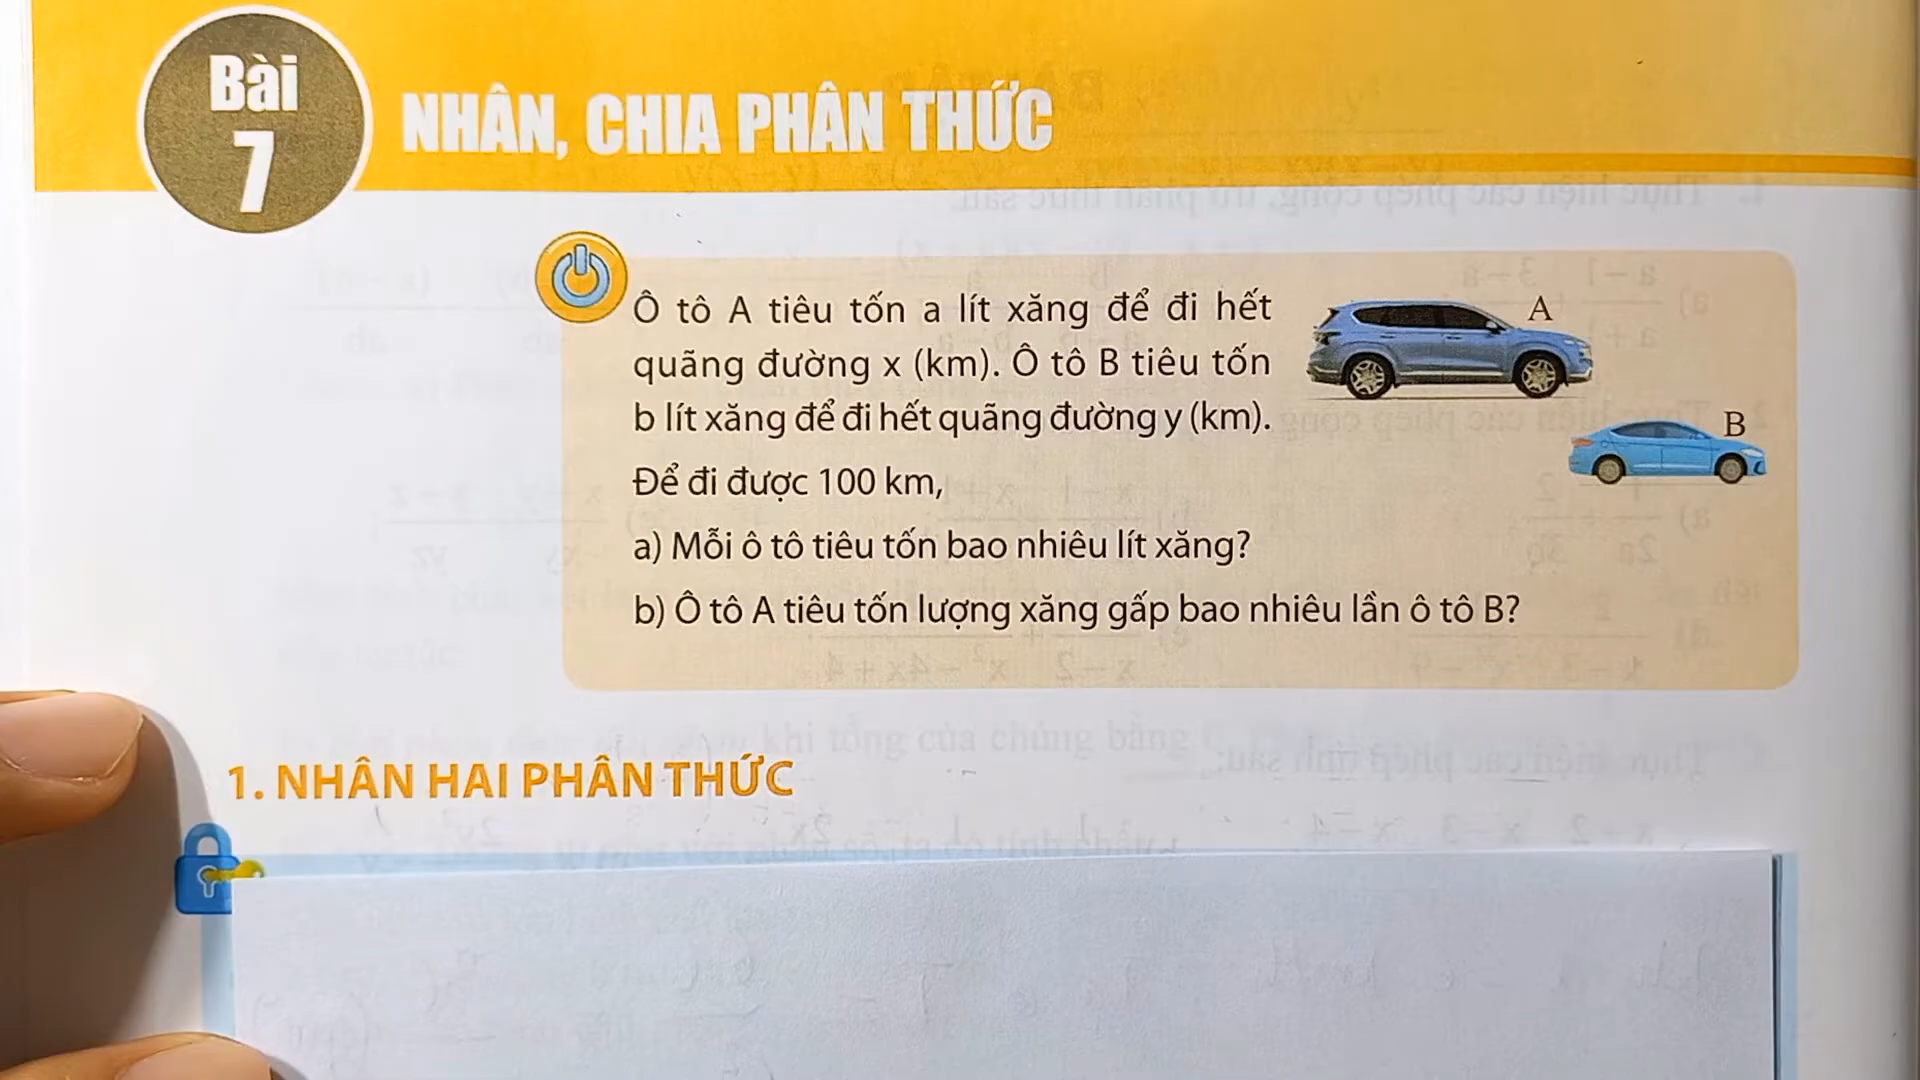 Bài
7
NHÂN, CHIA PHÂN THỨC
Ô tô A tiêu tốn a lít xăng để đi hết
quãng đường x (km). Ô tô B tiêu tốn
b lít xăng để đi hết quãng đường y (km).
A
B
Để đi được 100 km,
a) Mỗi ô tô tiêu tốn bao nhiêu lít xăng?
b) Ô tô A tiêu tốn lượng xăng gấp bao nhiêu lần ô tô B?
1. NHÂN HAI PHÂN THỨC